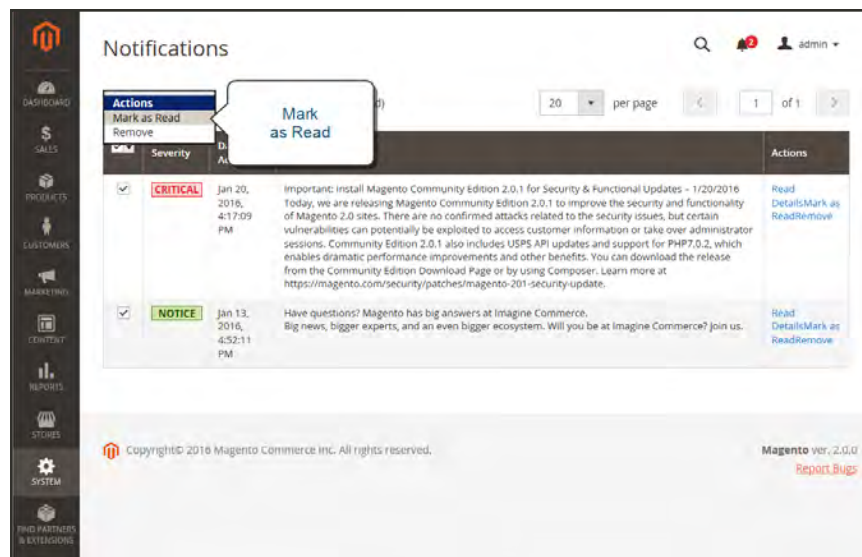 Notifications
2
admin
DASHBOARD
SALES
PRODUCTS
CUSTOMERS
MARKETING
CONTENT
REPORTS
STORES
SYSTEM
FIND PARTNERS
& EXTENSIONS
Actions
Mark as Read
Remove
Mark
as Read
20
per page
1
of 1
Severity
Actions
CRITICAL
Jan 20,
2016,
4:17:09
PM
Important: Install Magento Community Edition 2.0.1 for Security & Functional Updates – 1/20/2016
Today, we are releasing Magento Community Edition 2.0.1 to improve the security and functionality
of Magento 2.0 sites. There are no confirmed attacks related to the security issues, but certain
vulnerabilities can potentially be exploited to access customer information or take over administrator
sessions. Community Edition 2.0.1 also includes USPS API updates and support for PHP7.0.2, which
enables dramatic performance improvements and other benefits. You can download the release
from the Community Edition Download Page or by using Composer. Learn more at
https://magento.com/security/patches/magento-201-security-update.
Read
DetailsMark as
ReadRemove
NOTICE
Jan 13,
2016,
4:52:11
PM
Have questions? Magento has big answers at Imagine Commerce.
Big news, bigger experts, and an even bigger ecosystem. Will you be at Imagine Commerce? Join us.
Read
DetailsMark as
ReadRemove
Copyright© 2016 Magento Commerce Inc. All rights reserved.
Magento ver. 2.0.0
Report Bugs